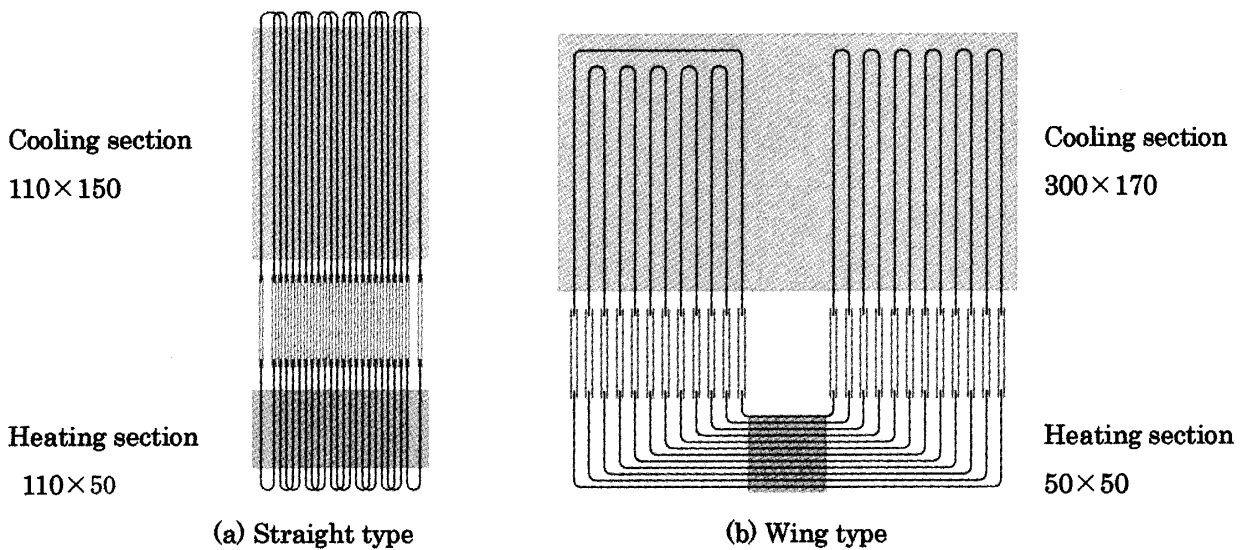 Cooling section
110×150
Heating section
110×50
(a) Straight type
Cooling section
300×170
Heating section
50×50
(b) Wing type